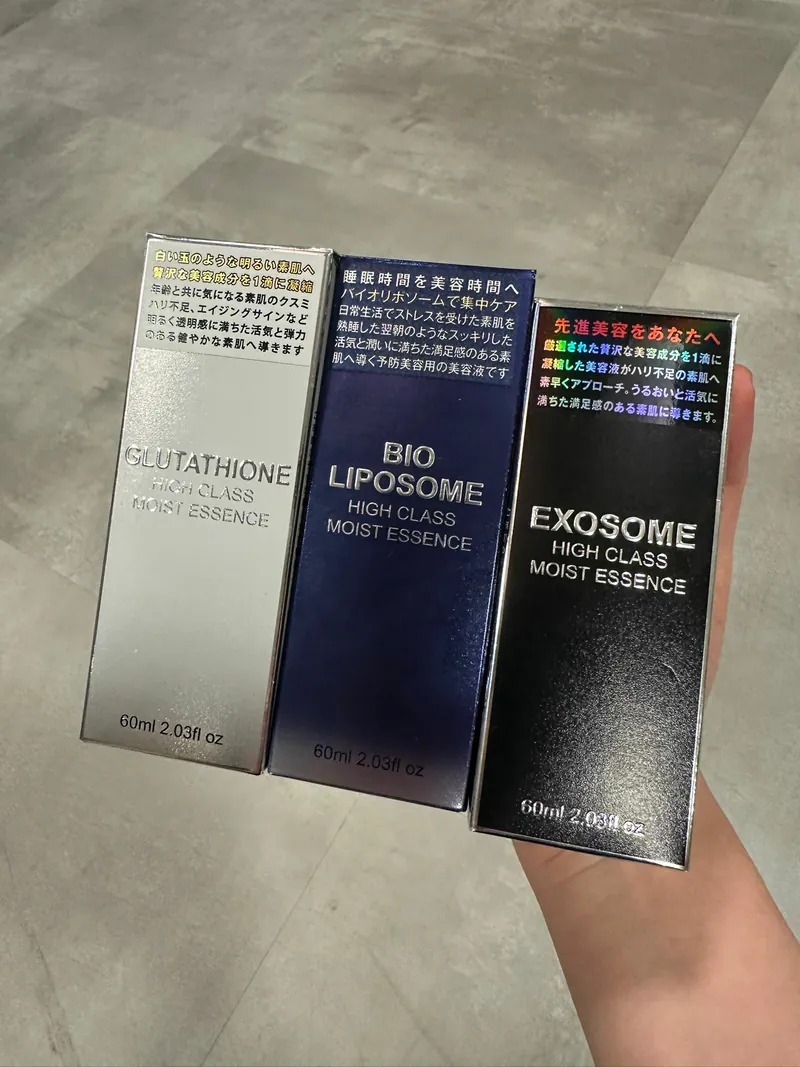 白い玉のような明るい素肌へ
贅沢な美容成分を1滴に凝縮
年齢と共に気になる素肌のクスミ
ハリ不足、エイジングサインなど
明るく透明感に満ちた活気と弾力
のある健やかな素肌へ導きます
GLUTATHIONE
HIGH CLASS
MOIST ESSENCE
60ml 2.03fl oz
睡眠時間を美容時間へ
バイオリポソームで集中ケア
日常生活でストレスを受けた素肌を
熟睡した翌朝のようなスッキリした
活気と潤いに満ちた満足感のある素
肌へ導く予防美容用の美容液です
BIO
LIPOSOME
HIGH CLASS
MOIST ESSENCE
60ml 2.03fl oz
先進美容をあなたへ
厳選された贅沢な美容成分を1滴に
凝縮した美容液がハリ不足の素肌へ
素早くアプローチ。うるおいと活気に
満ちた満足感のある素肌に導きます。
EXOSOME
HIGH CLASS
MOIST ESSENCE
60ml 2.03fl oz